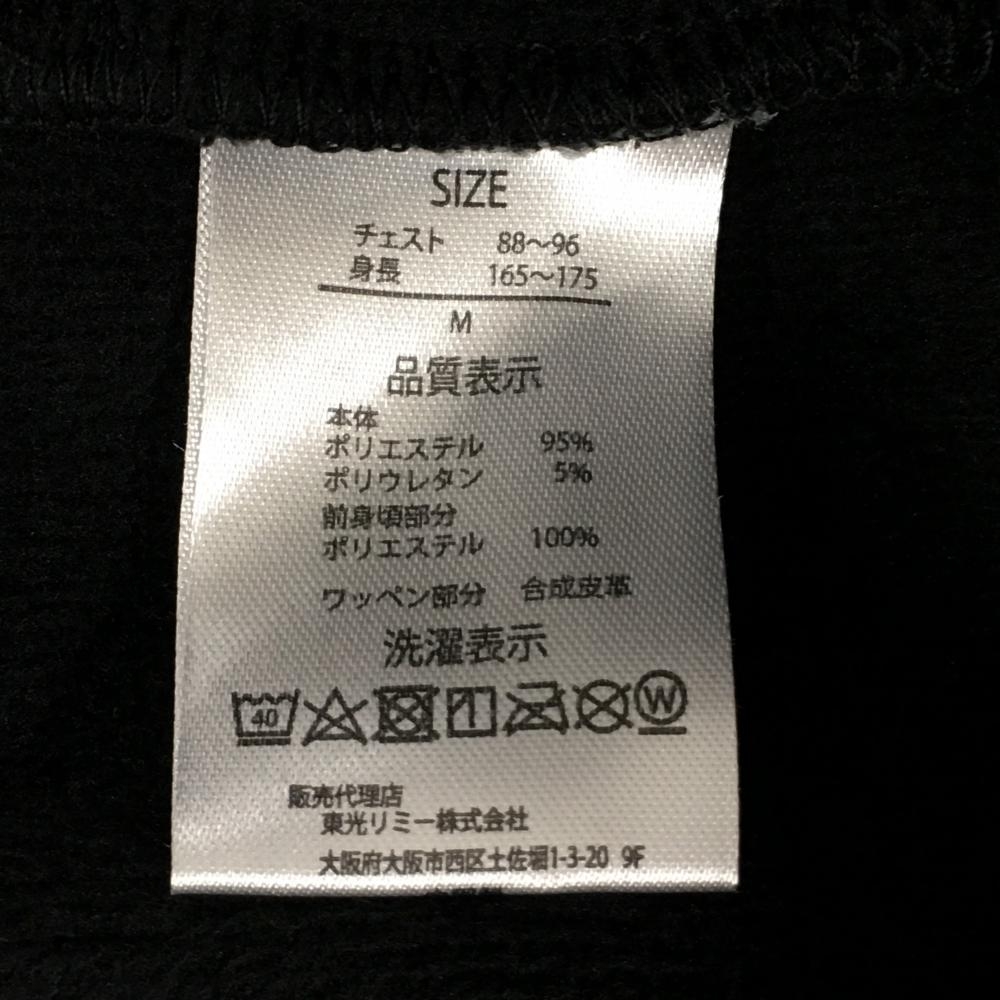 SIZE
チェスト 88～96
身長 165～175
M
品質表示
本体
ポリエステル 95%
ポリウレタン 5%
前身頃部分
ポリエステル 100%
ワッペン部分 合成皮革
洗濯表示
40 W
販売代理店
東光リミー株式会社
大阪府大阪市西区土佐堀1-3-20 9F